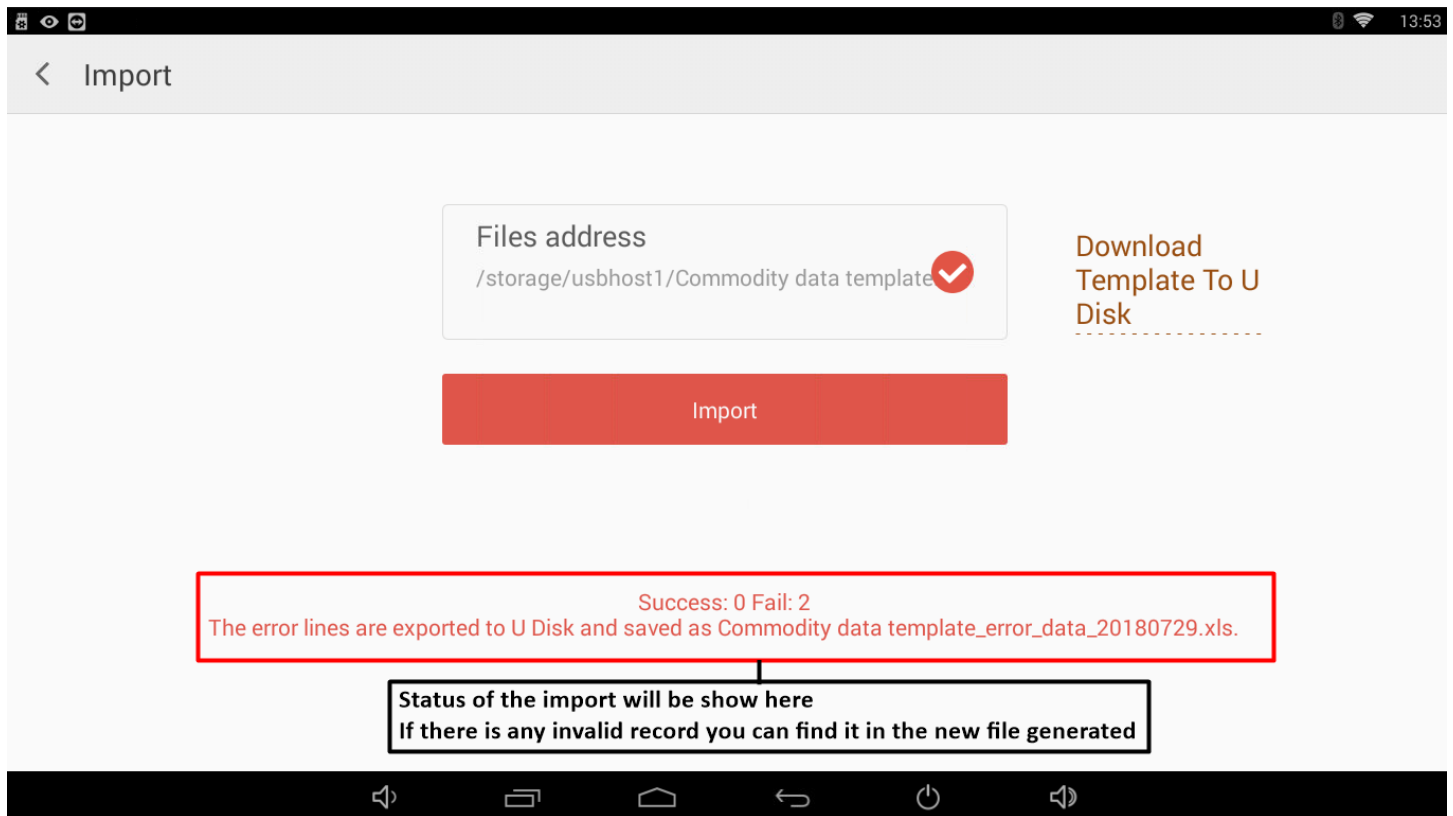 13:53
Import
Files address
/storage/usbhost1/Commodity data template
Download
Template To U
Disk
Import
Success: 0 Fail: 2
The error lines are exported to U Disk and saved as Commodity data template_error_data_20180729.xls.
Status of the import will be show here
If there is any invalid record you can find it in the new file generated